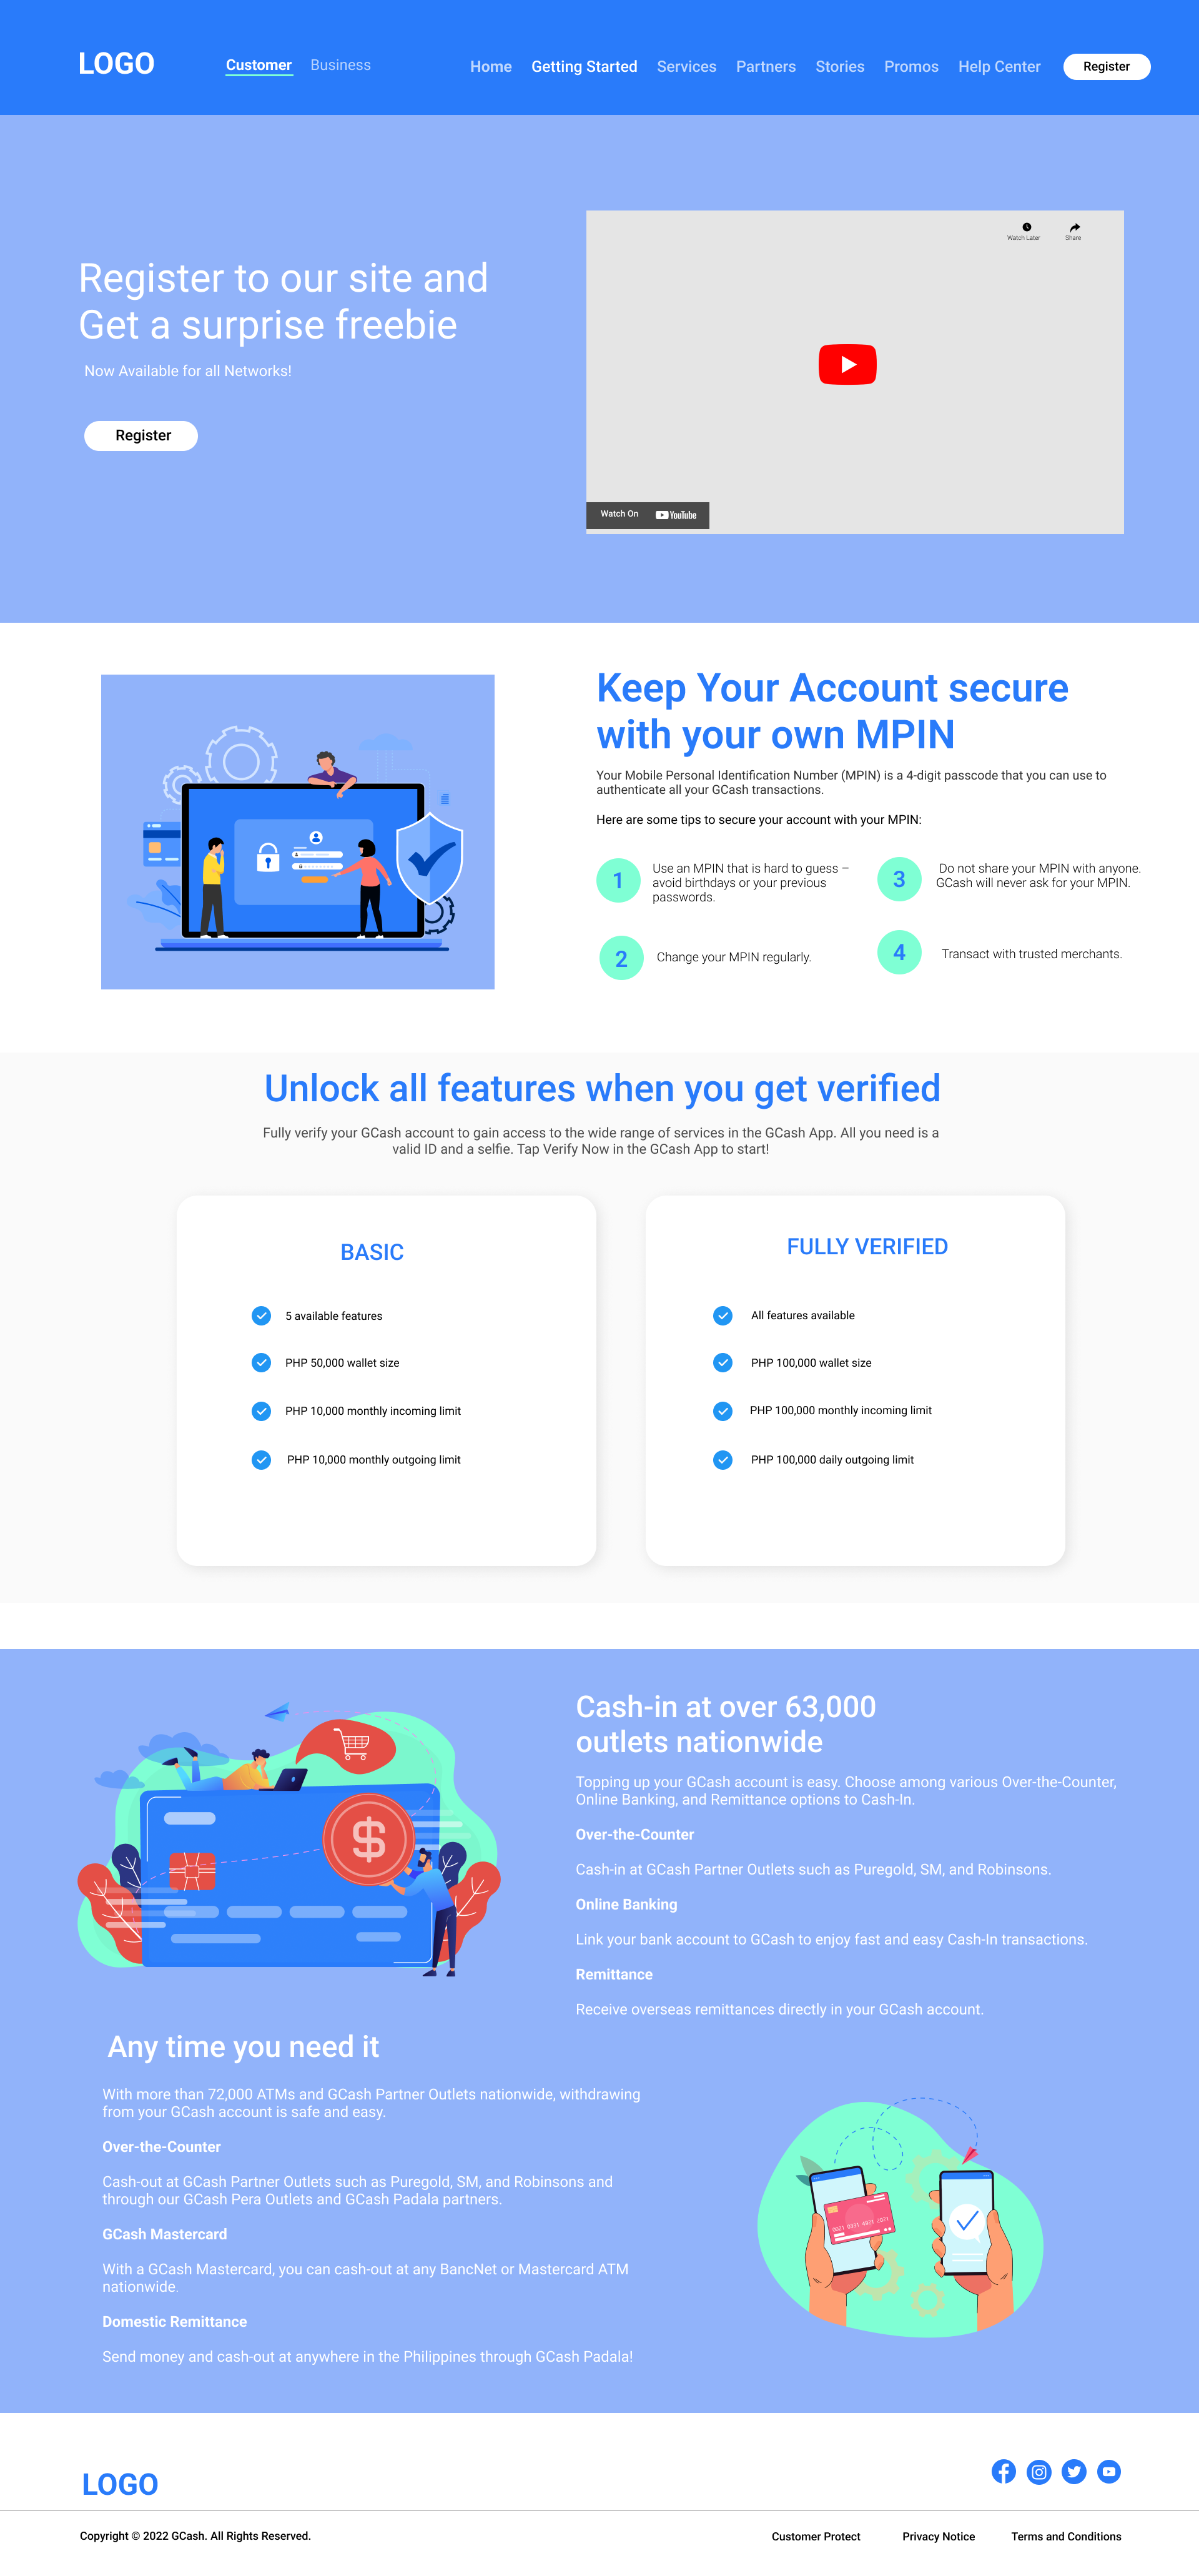 LOGO
Customer
Business
Home
Getting Started
Services
Partners
Stories
Promos
Help Center
Register
Watch Later
Share
Register to our site and
Get a surprise freebie
Now Available for all Networks!
Register
Watch On
YouTube
Keep Your Account secure
with your own MPIN
Your Mobile Personal Identification Number (MPIN) is a 4-digit passcode that you can use to
authenticate all your GCash transactions.
Here are some tips to secure your account with your MPIN:
1
Use an MPIN that is hard to guess –
avoid birthdays or your previous
passwords.
2
Change your MPIN regularly.
3
Do not share your MPIN with anyone.
GCash will never ask for your MPIN.
4
Transact with trusted merchants.
Unlock all features when you get verified
Fully verify your GCash account to gain access to the wide range of services in the GCash App. All you need is a
valid ID and a selfie. Tap Verify Now in the GCash App to start!
BASIC
5 available features
PHP 50,000 wallet size
PHP 10,000 monthly incoming limit
PHP 10,000 monthly outgoing limit
FULLY VERIFIED
All features available
PHP 100,000 wallet size
PHP 100,000 monthly incoming limit
PHP 100,000 daily outgoing limit
$
Cash-in at over 63,000
outlets nationwide
Topping up your GCash account is easy. Choose among various Over-the-Counter,
Online Banking, and Remittance options to Cash-In.
Over-the-Counter
Cash-in at GCash Partner Outlets such as Puregold, SM, and Robinsons.
Online Banking
Link your bank account to GCash to enjoy fast and easy Cash-In transactions.
Remittance
Receive overseas remittances directly in your GCash account.
Any time you need it
With more than 72,000 ATMs and GCash Partner Outlets nationwide, withdrawing
from your GCash account is safe and easy.
Over-the-Counter
Cash-out at GCash Partner Outlets such as Puregold, SM, and Robinsons and
through our GCash Pera Outlets and GCash Padala partners.
GCash Mastercard
With a GCash Mastercard, you can cash-out at any BancNet or Mastercard ATM
nationwide.
Domestic Remittance
Send money and cash-out at anywhere in the Philippines through GCash Padala!
LOGO
Copyright © 2022 GCash. All Rights Reserved.
Customer Protect
Privacy Notice
Terms and Conditions